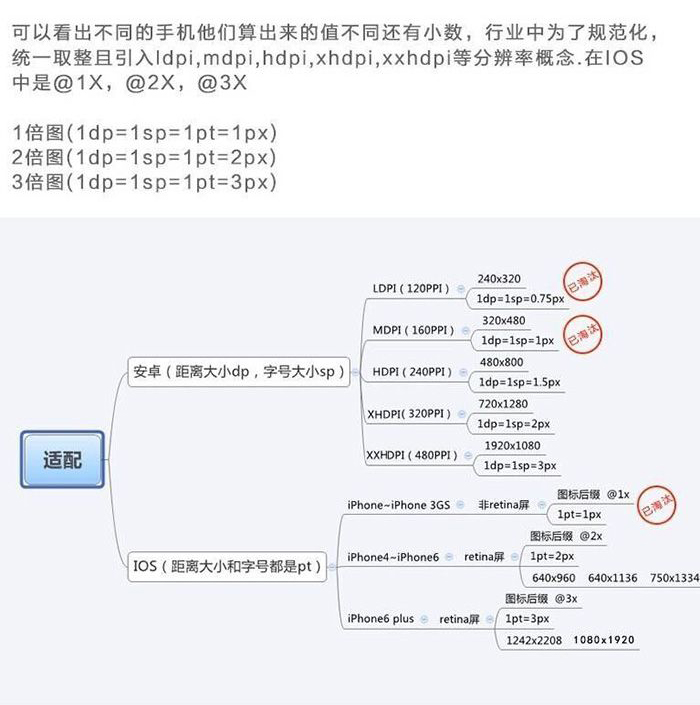 可以看出不同的手机他们算出来的值不同还有小数，行业中为了规范化，
统一取整且引入ldpi,mdpi,hdpi,xhdpi,xxhdpi等分辨率概念.在IOS
中是@1X，@2X，@3X
1倍图(1dp=1sp=1pt=1px)
2倍图(1dp=1sp=1pt=2px)
3倍图(1dp=1sp=1pt=3px)
适配
安卓（距离大小dp，字号大小sp）
LDPI（120PPI）
240x320
1dp=1sp=0.75px
已淘汰
MDPI（160PPI）
320x480
1dp=1sp=1px
已淘汰
HDPI（240PPI）
480x800
1dp=1sp=1.5px
XHDPI（320PPI）
720x1280
1dp=1sp=2px
XXHDPI（480PPI）
1920x1080
1dp=1sp=3px
IOS（距离大小和字号都是pt）
iPhone~iPhone 3GS
非retina屏
图标后缀 @1x
1pt=1px
已淘汰
iPhone4~iPhone6
retina屏
图标后缀 @2x
1pt=2px
640x960 640x1136 750x1334
iPhone6 plus
retina屏
图标后缀 @3x
1pt=3px
1242x2208 1080x1920